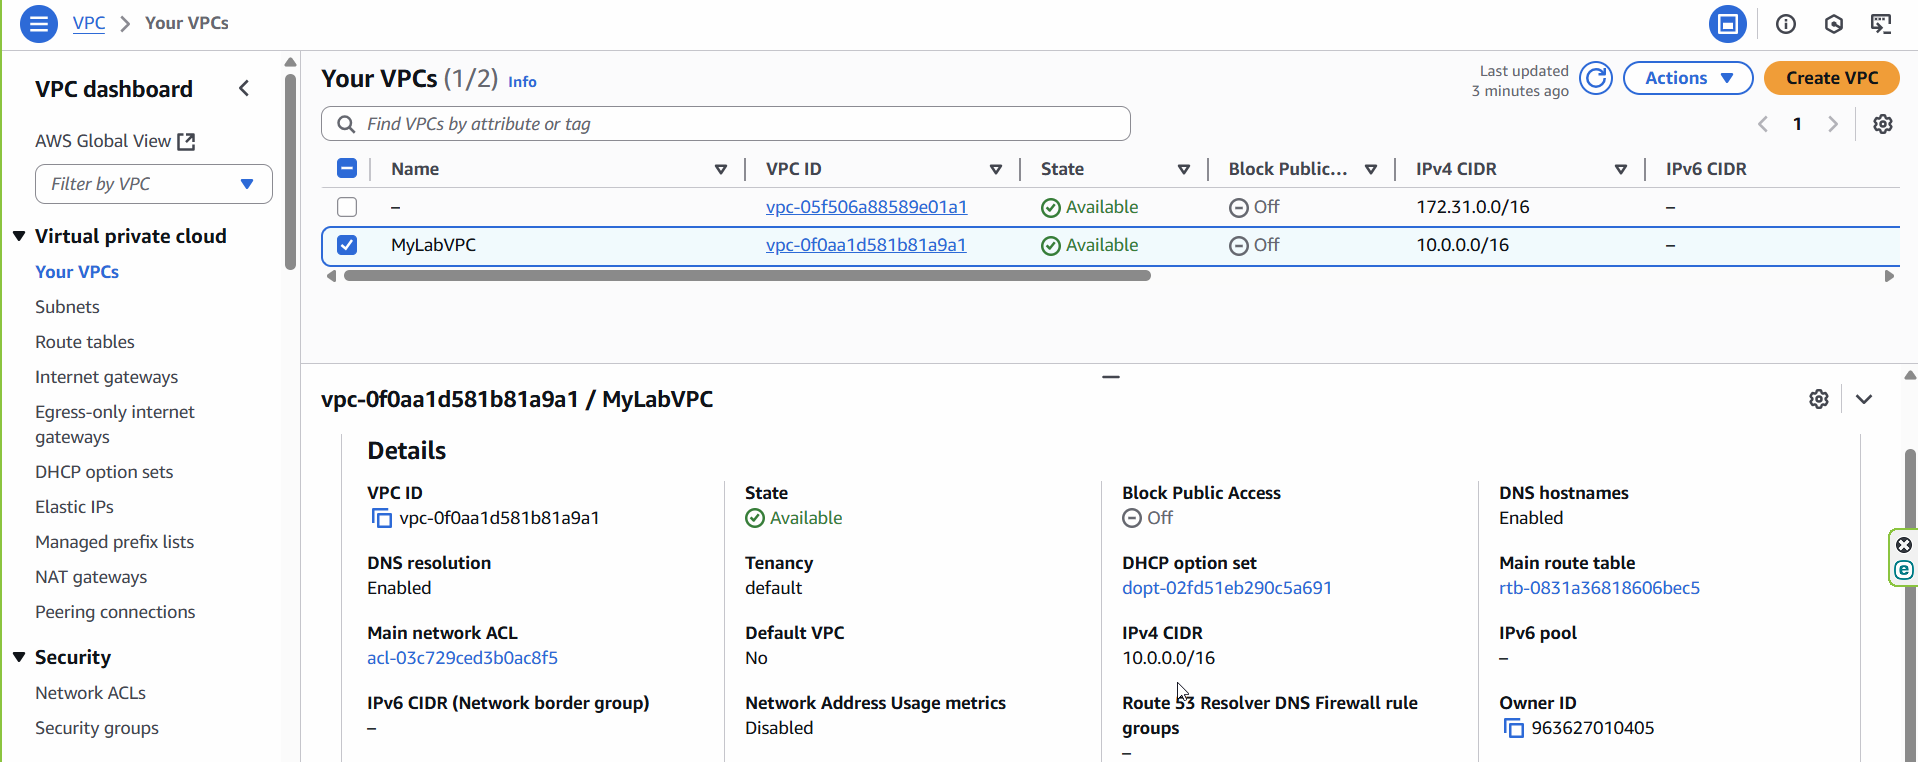 VPC > Your VPCs
VPC dashboard
AWS Global View
Filter by VPC
Virtual private cloud
Your VPCs
Subnets
Route tables
Internet gateways
Egress-only internet
gateways
DHCP option sets
Elastic IPs
Managed prefix lists
NAT gateways
Peering connections
Security
Network ACLs
Security groups
Your VPCs (1/2) Info
Last updated
3 minutes ago
Actions
Create VPC
Find VPCs by attribute or tag
1
Name VPC ID State Block Public... IPv4 CIDR IPv6 CIDR
– vpc-05f506a88589e01a1 Available Off 172.31.0.0/16 –
MyLabVPC vpc-0f0aa1d581b81a9a1 Available Off 10.0.0.0/16 –
vpc-0f0aa1d581b81a9a1 / MyLabVPC
Details
VPC ID State Block Public Access DNS hostnames
vpc-0f0aa1d581b81a9a1 Available Off Enabled
DNS resolution Tenancy DHCP option set Main route table
Enabled default dopt-02fd51eb290c5a691 rtb-0831a36818606bec5
Main network ACL Default VPC IPv4 CIDR IPv6 pool
acl-03c729ced3b0ac8f5 No 10.0.0.0/16 –
IPv6 CIDR (Network border group) Network Address Usage metrics Route 53 Resolver DNS Firewall rule Owner ID
– Disabled groups 963627010405
–